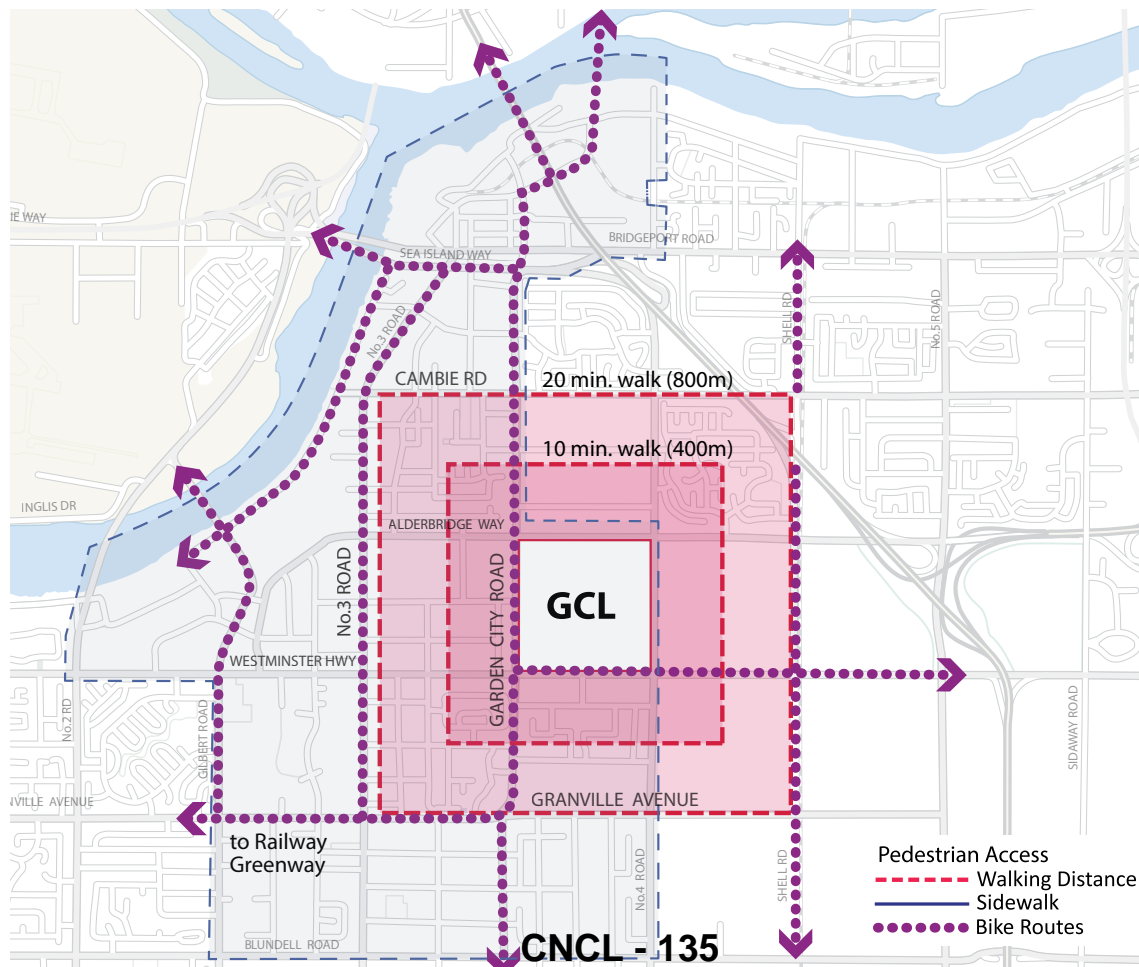 BRIDGEPORT ROAD
SEA ISLAND WAY
No.3 ROAD
SHELL RD
No.5 ROAD
CAMBIE RD
20 min. walk (800m)
10 min. walk (400m)
INGLIS DR
ALDERBRIDGE WAY
No.3 ROAD
GARDEN CITY ROAD
GCL
WESTMINSTER HWY
No.2 RD
GILBERT ROAD
SIDAWAY ROAD
GRANVILLE AVENUE
NVILLE AVENUE
to Railway
Greenway
No.4 ROAD
SHELL RD
Pedestrian Access
Walking Distance
Sidewalk
Bike Routes
BLUNDELL ROAD
CNCL - 135